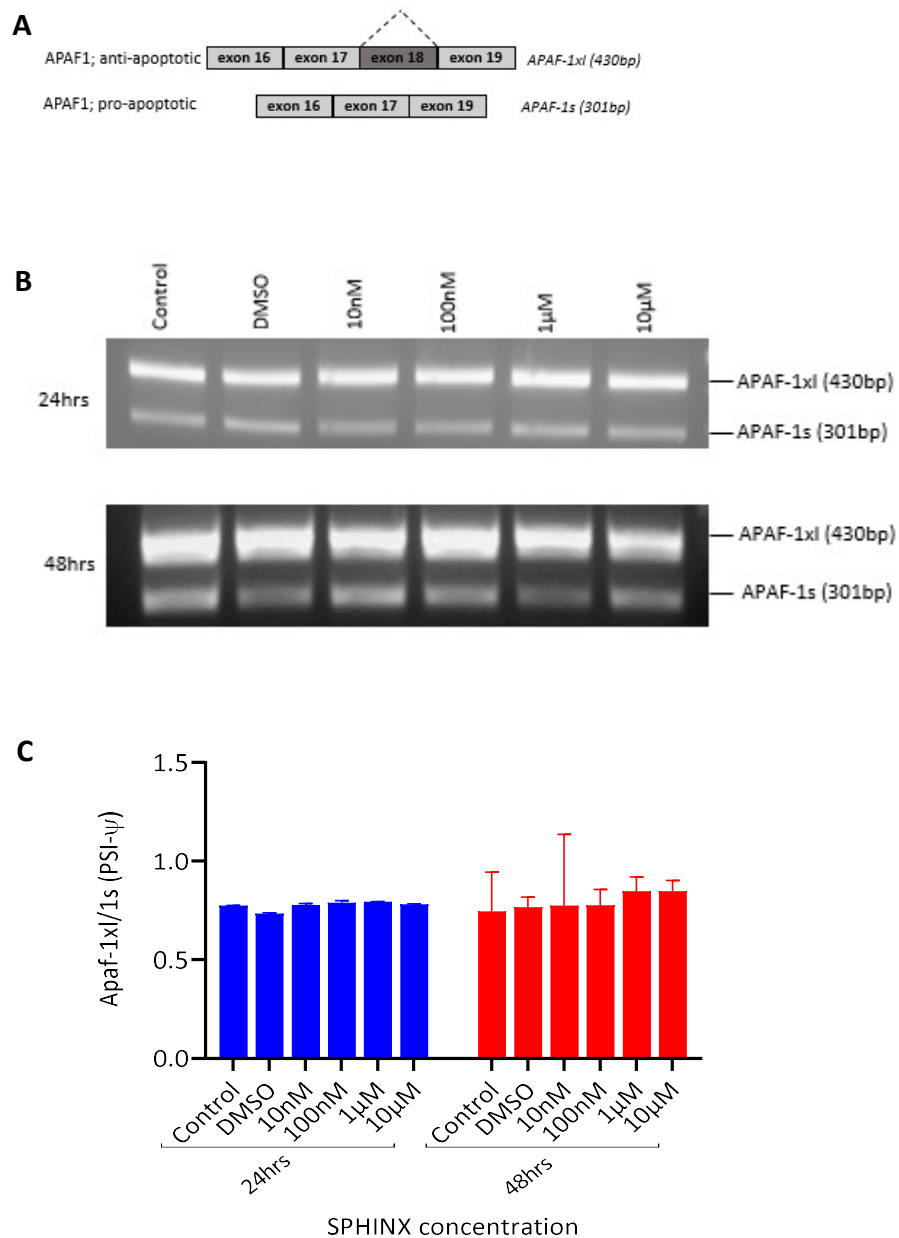 A
APAF1; anti-apoptotic exon 16 exon 17 exon 18 exon 19 APAF-1xl (430bp)
APAF1; pro-apoptotic exon 16 exon 17 exon 19 APAF-1s (301bp)
B
Control DMSO 10nM 100nM 1µM 10µM
24hrs
APAF-1xl (430bp)
APAF-1s (301bp)
48hrs
APAF-1xl (430bp)
APAF-1s (301bp)
C
Apaf-1xl/1s (PSI-ψ)
1.5
1.0
0.5
0.0
Control DMSO 10nM 100nM 1µM 10µM Control DMSO 10nM 100nM 1µM 10µM
24hrs 48hrs
SPHINX concentration